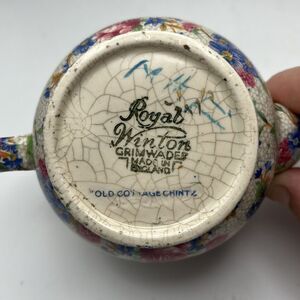 Royal
Winton
GRIMWADES
MADE IN
ENGLAND
"OLD COTTAGE CHINTZ